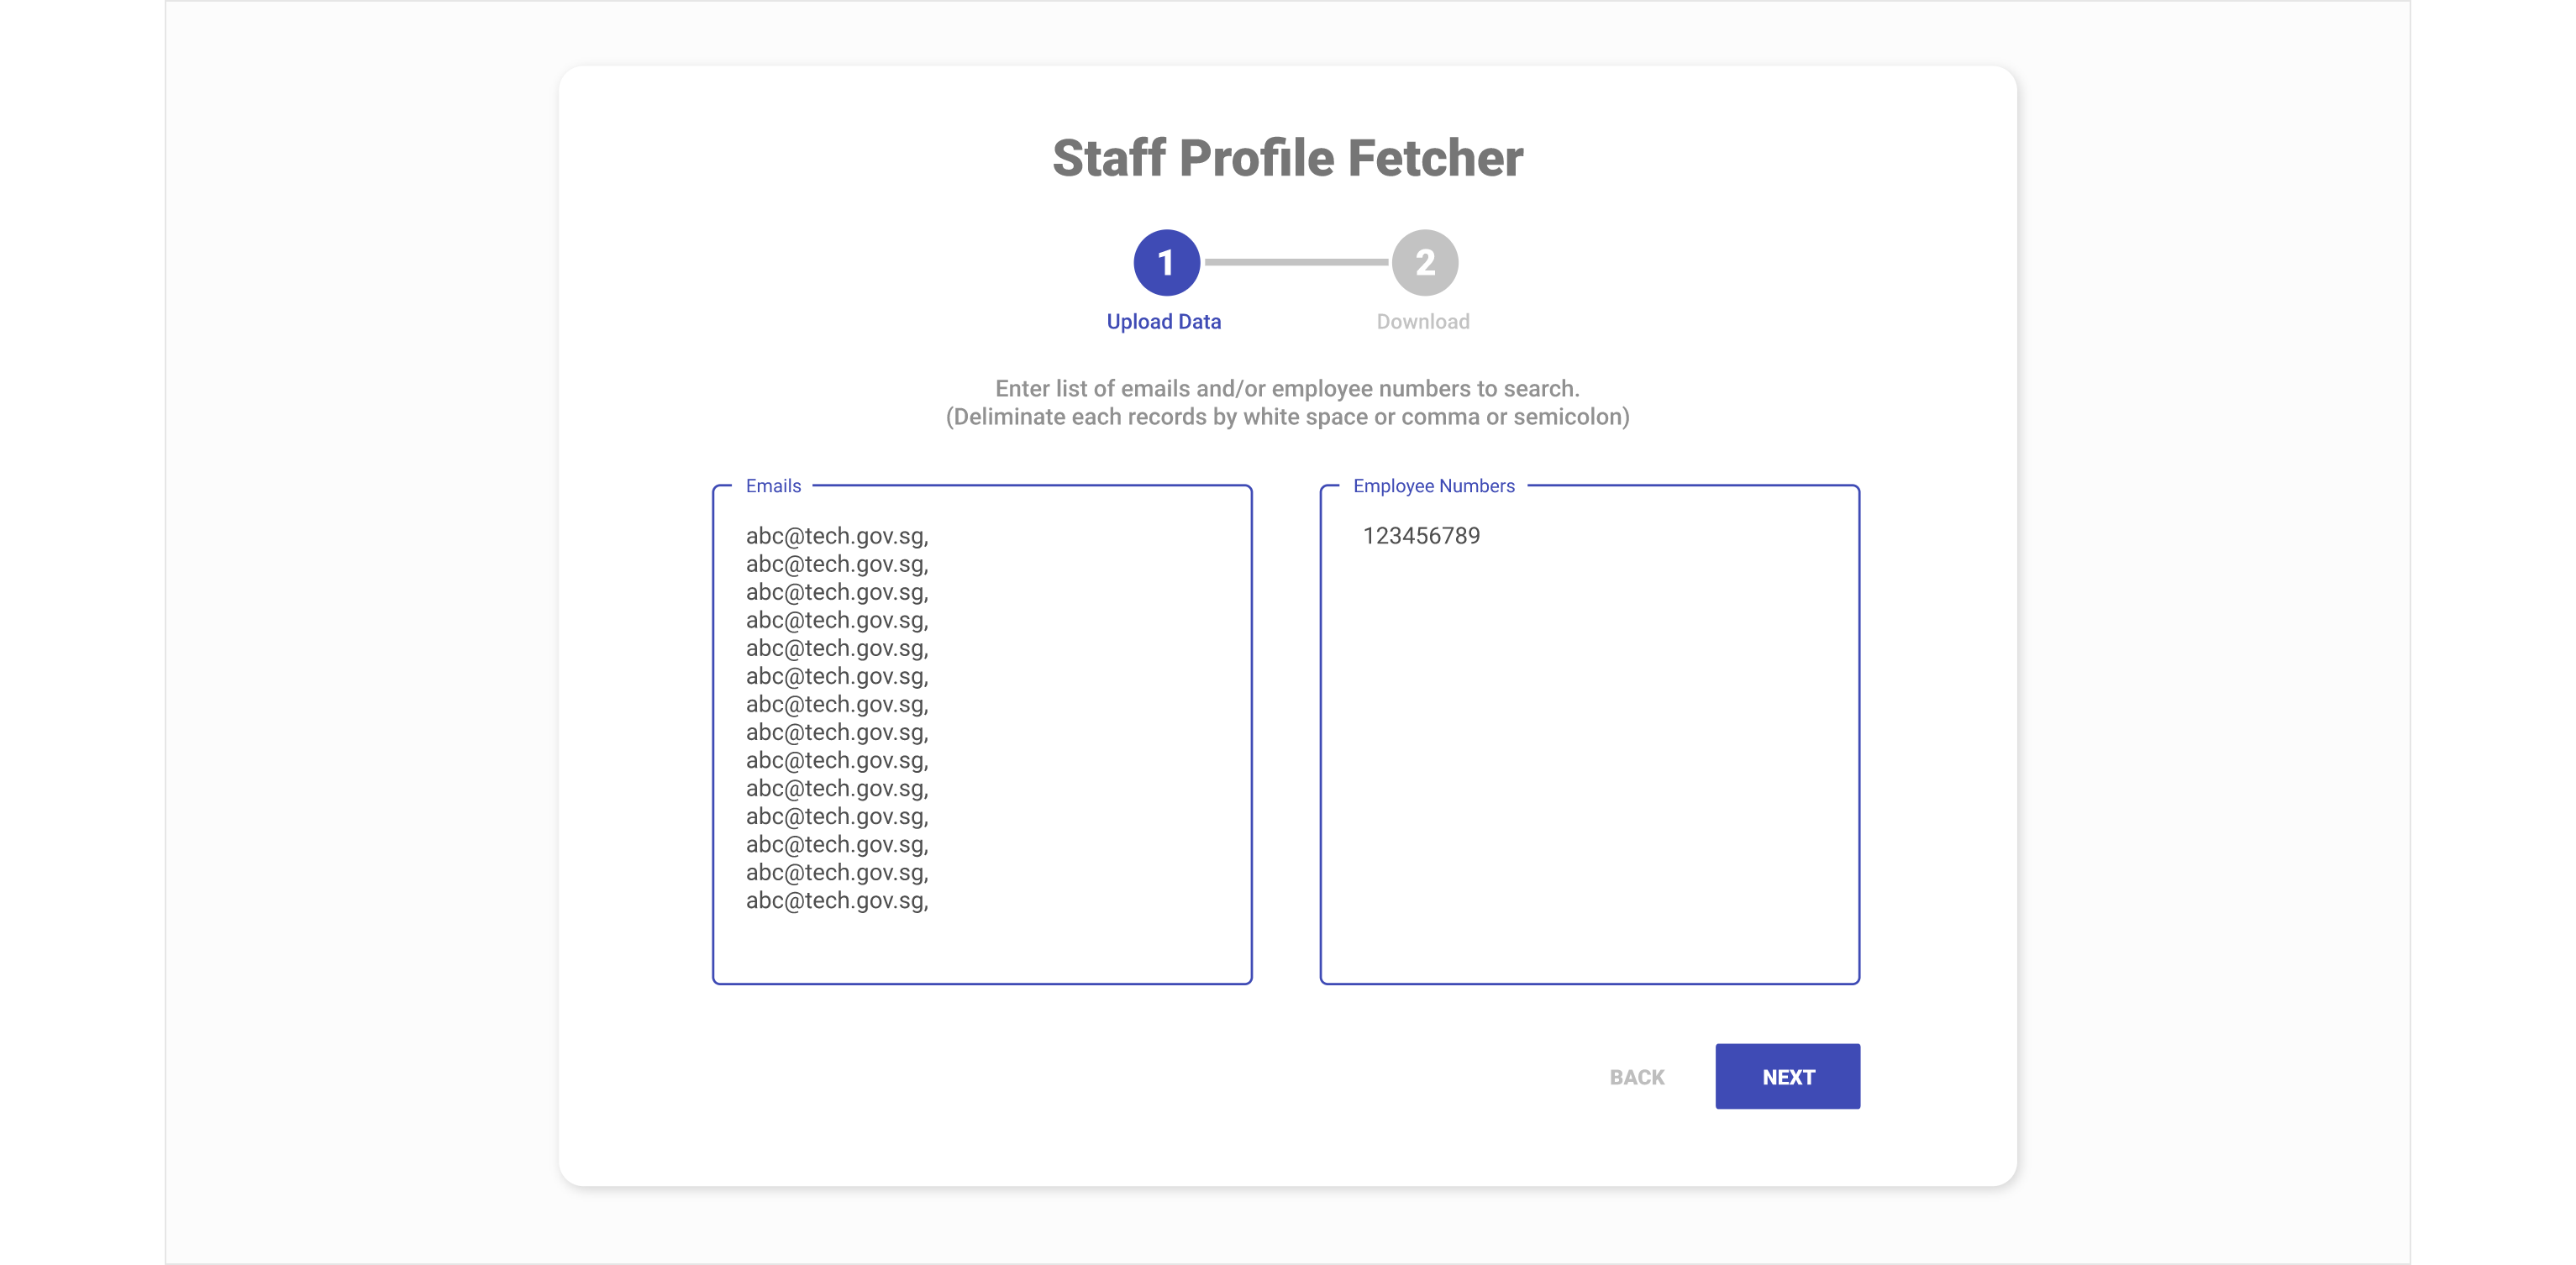 Staff Profile Fetcher
1
2
Upload Data
Download
Enter list of emails and/or employee numbers to search.
(Deliminate each records by white space or comma or semicolon)
Emails
abc@tech.gov.sg,
abc@tech.gov.sg,
abc@tech.gov.sg,
abc@tech.gov.sg,
abc@tech.gov.sg,
abc@tech.gov.sg,
abc@tech.gov.sg,
abc@tech.gov.sg,
abc@tech.gov.sg,
abc@tech.gov.sg,
abc@tech.gov.sg,
abc@tech.gov.sg,
abc@tech.gov.sg,
abc@tech.gov.sg,
Employee Numbers
123456789
BACK
NEXT